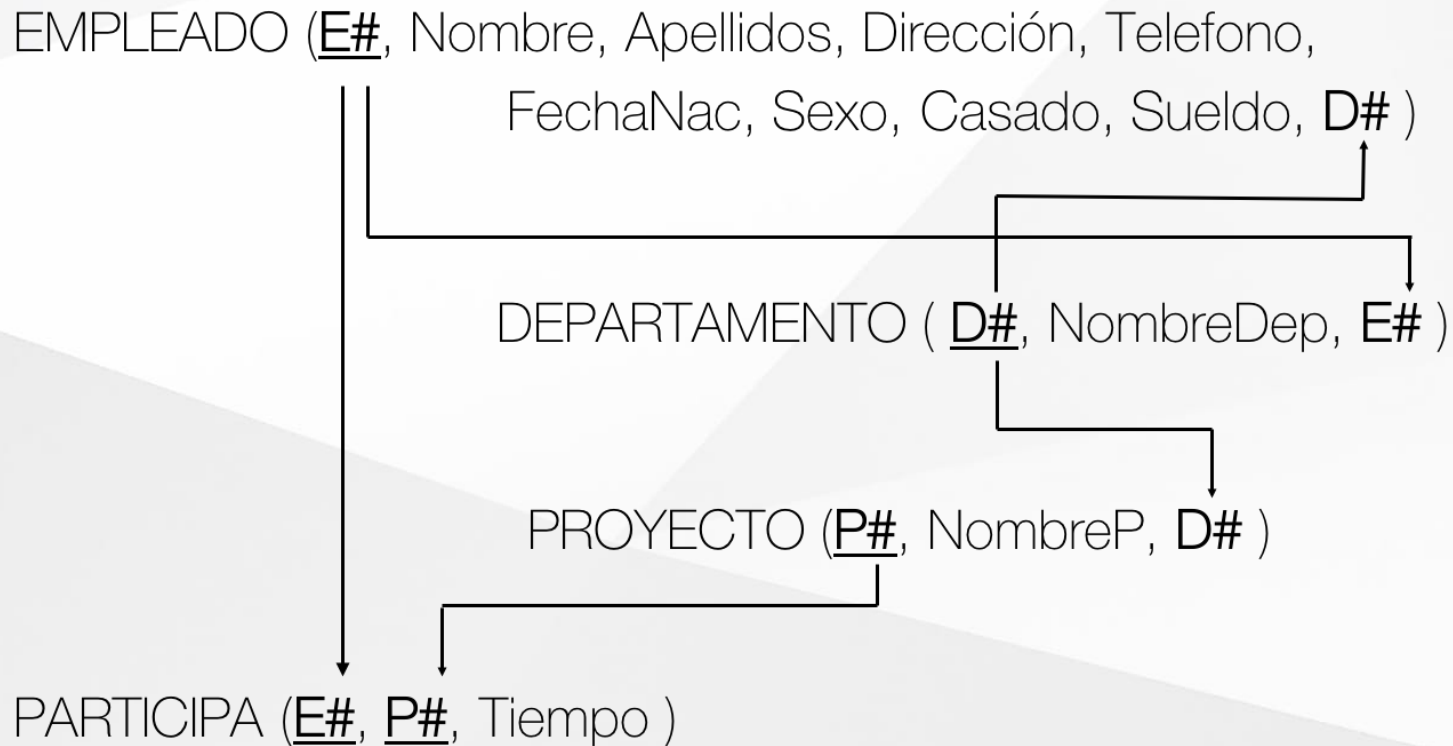 EMPLEADO (E#, Nombre, Apellidos, Dirección, Telefono,
FechaNac, Sexo, Casado, Sueldo, D# )
DEPARTAMENTO ( D#, NombreDep, E# )
PROYECTO (P#, NombreP, D# )
PARTICIPA (E#, P#, Tiempo )